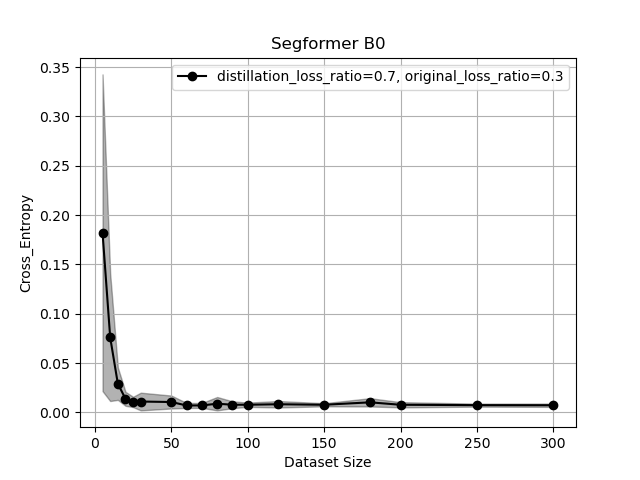 Segformer B0
distillation_loss_ratio=0.7, original_loss_ratio=0.3
0.35
0.30
0.25
0.20
0.15
0.10
0.05
0.00
Cross_Entropy
0 50 100 150 200 250 300
Dataset Size